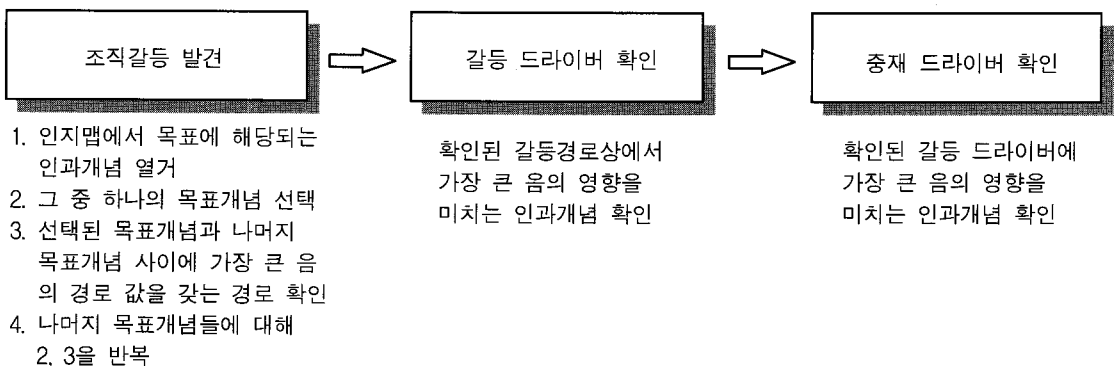 조직갈등 발견
갈등 드라이버 확인
중재 드라이버 확인
1. 인지맵에서 목표에 해당되는
인과개념 열거
2. 그 중 하나의 목표개념 선택
3. 선택된 목표개념과 나머지
목표개념 사이에 가장 큰 음
의 경로 값을 갖는 경로 확인
4. 나머지 목표개념들에 대해
2, 3을 반복
확인된 갈등경로상에서
가장 큰 음의 영향을
미치는 인과개념 확인
확인된 갈등 드라이버에
가장 큰 음의 영향을
미치는 인과개념 확인